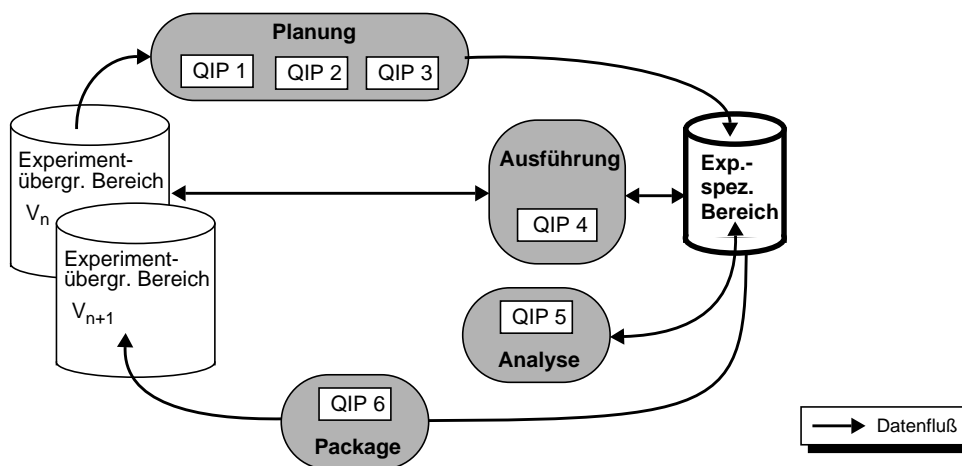 Planung
QIP 1
QIP 2
QIP 3
Experiment-
übergr. Bereich
Vn
Experiment-
übergr. Bereich
Vn+1
Ausführung
QIP 4
Exp.-
spez.
Bereich
QIP 5
Analyse
QIP 6
Package
Datenfluß